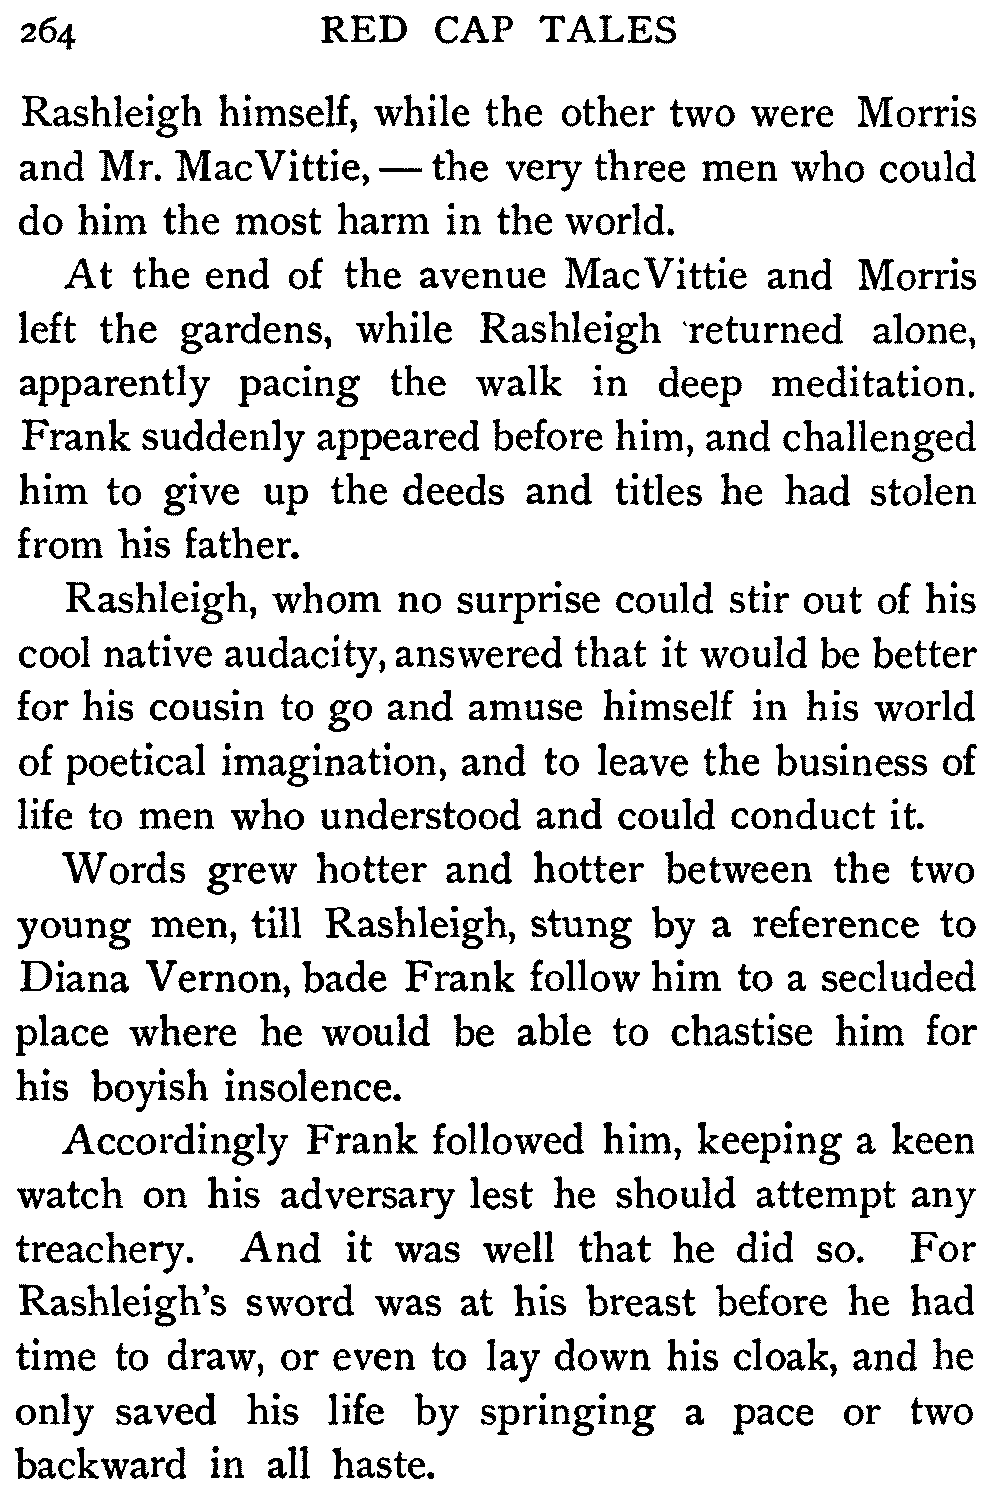 264 RED CAP TALES
Rashleigh himself, while the other two were Morris
and Mr. MacVittie, — the very three men who could
do him the most harm in the world.
At the end of the avenue MacVittie and Morris
left the gardens, while Rashleigh returned alone,
apparently pacing the walk in deep meditation.
Frank suddenly appeared before him, and challenged
him to give up the deeds and titles he had stolen
from his father.
Rashleigh, whom no surprise could stir out of his
cool native audacity, answered that it would be better
for his cousin to go and amuse himself in his world
of poetical imagination, and to leave the business of
life to men who understood and could conduct it.
Words grew hotter and hotter between the two
young men, till Rashleigh, stung by a reference to
Diana Vernon, bade Frank follow him to a secluded
place where he would be able to chastise him for
his boyish insolence.
Accordingly Frank followed him, keeping a keen
watch on his adversary lest he should attempt any
treachery. And it was well that he did so. For
Rashleigh's sword was at his breast before he had
time to draw, or even to lay down his cloak, and he
only saved his life by springing a pace or two
backward in all haste.